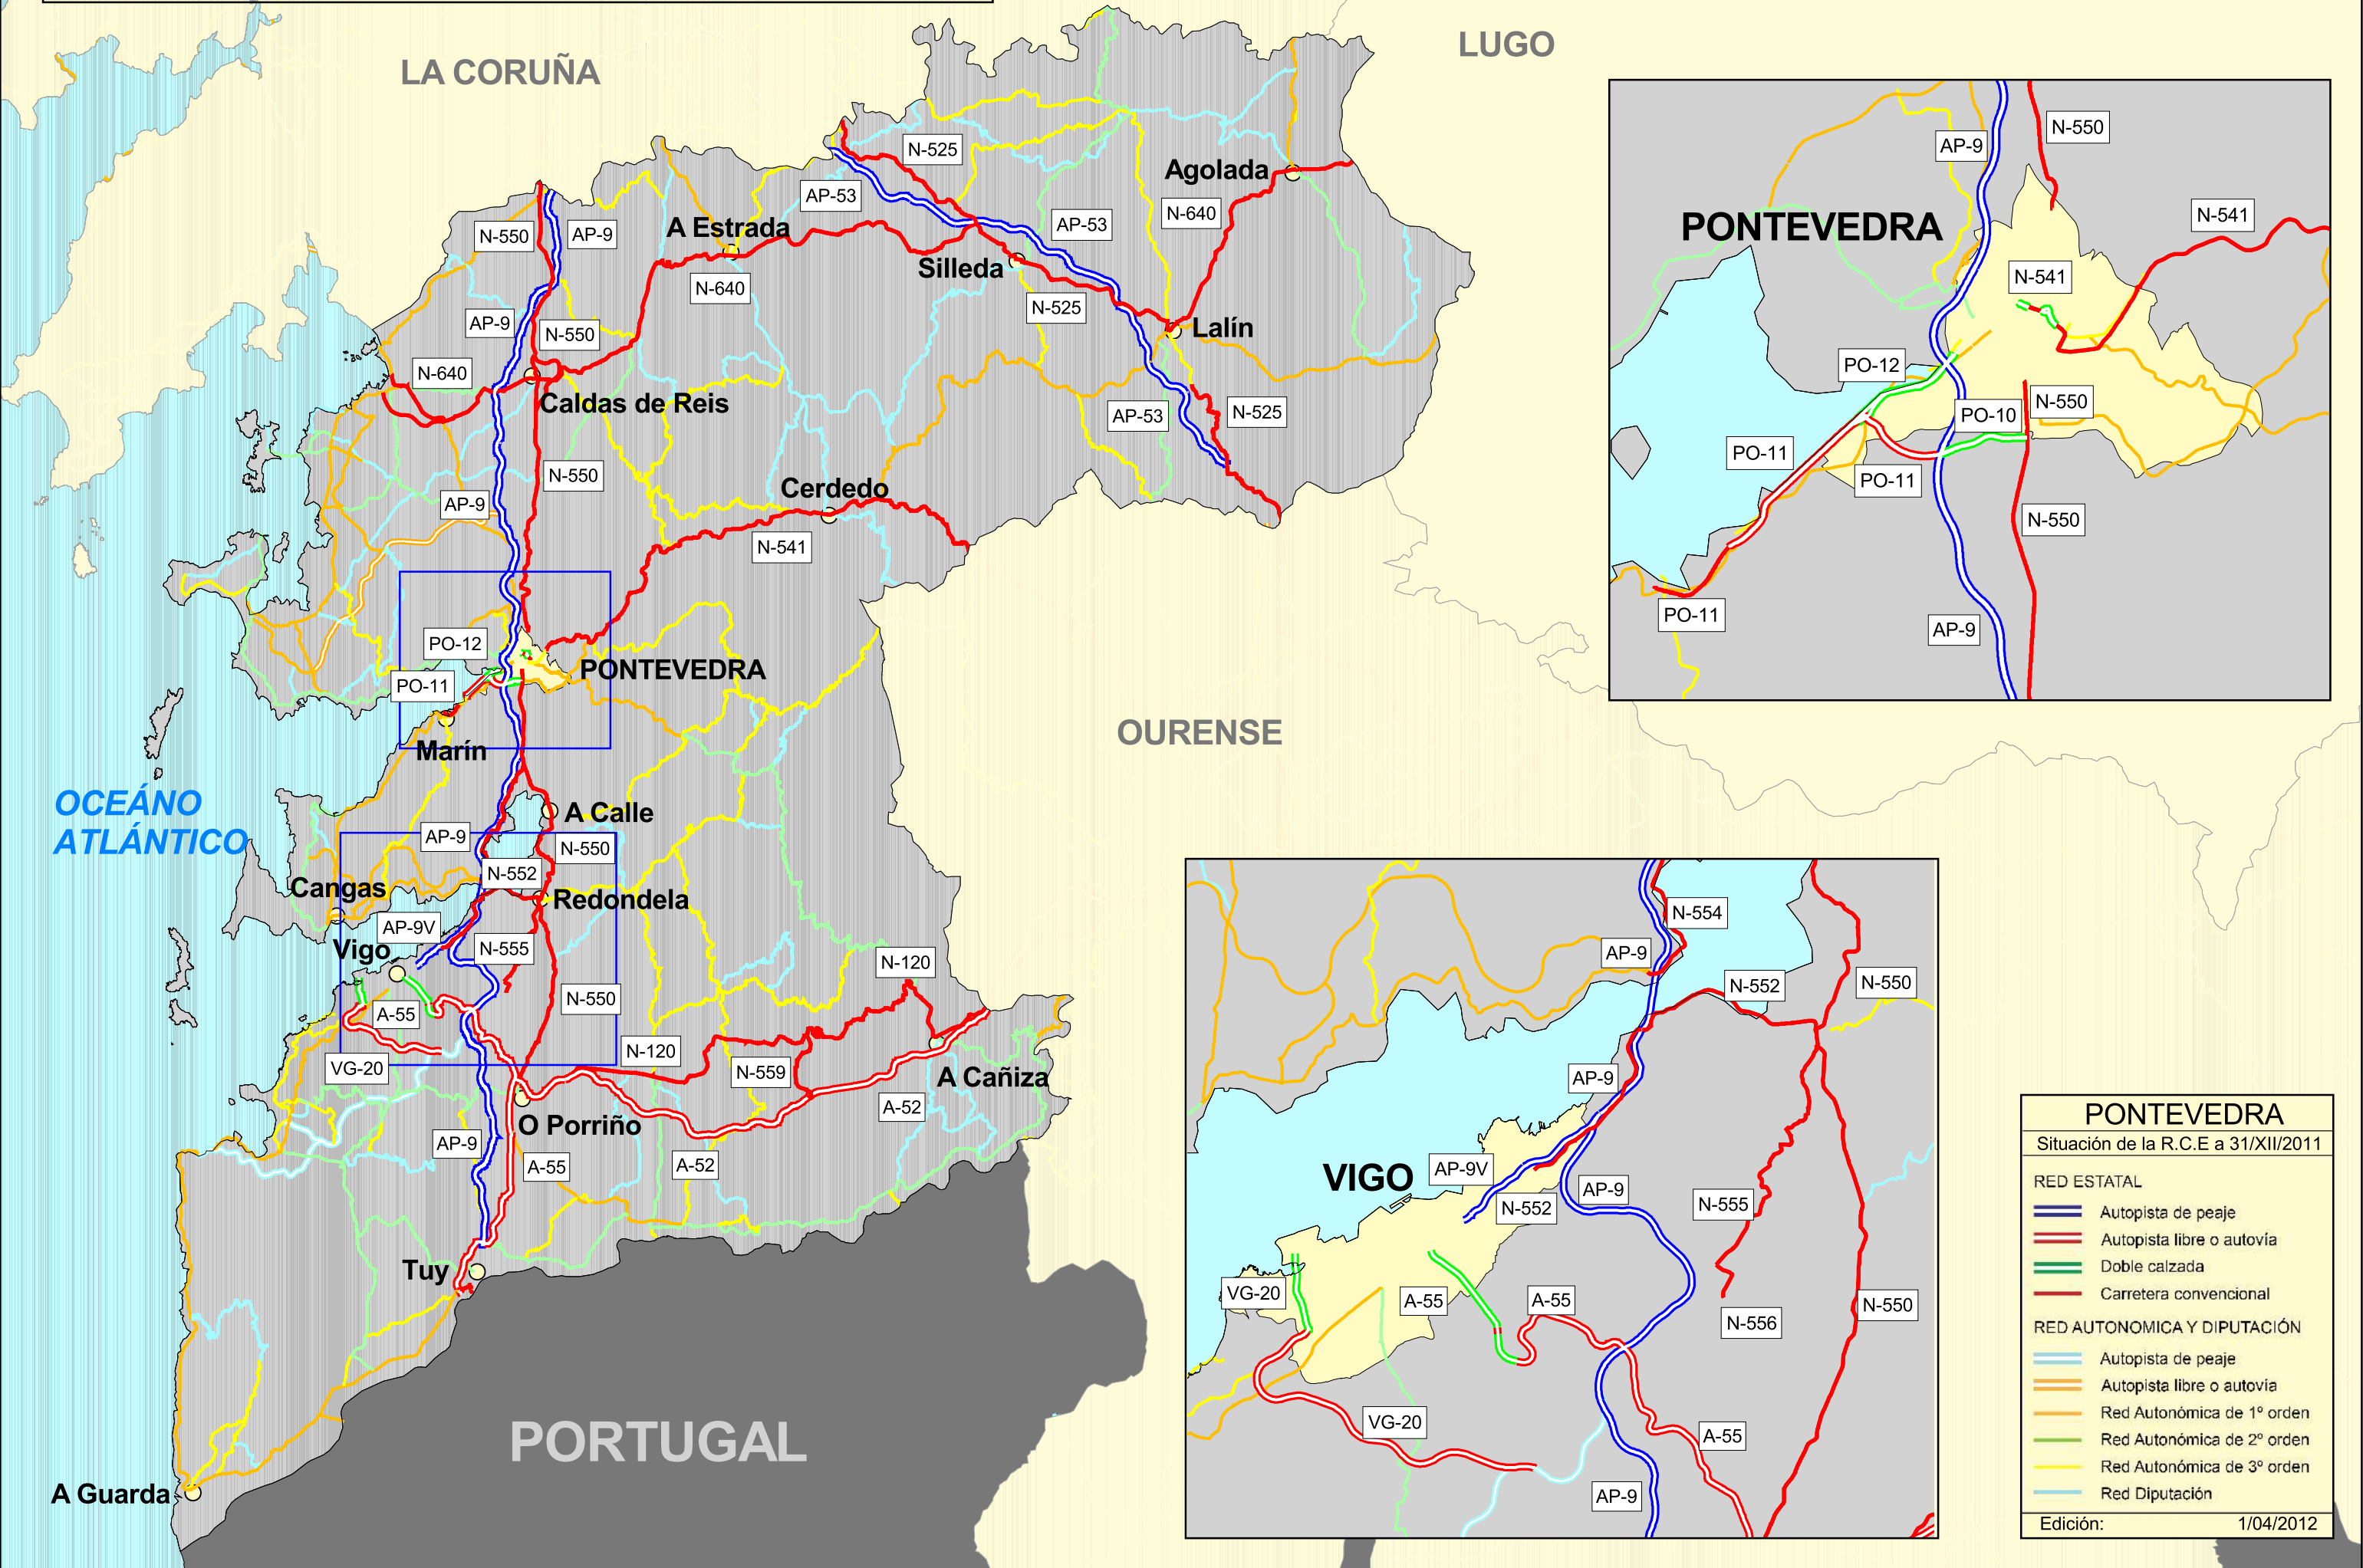 LA CORUÑA
LUGO
N-525
AP-53
Agolada
N-640
A Estrada
AP-53
N-550
AP-9
Silleda
N-640
N-525
AP-9
N-550
Lalín
N-640
Caldas de Reis
AP-53
N-525
N-550
Cerdedo
AP-9
N-541
PO-12
PONTEVEDRA
PO-11
Marín
OURENSE
OCEÁNO
ATLÁNTICO
A Calle
AP-9
N-550
N-552
Cangas
Redondela
AP-9V
Vigo
N-555
N-120
N-550
A-55
N-120
VG-20
N-559
A Cañiza
A-52
O Porriño
AP-9
A-55
A-52
Tuy
PORTUGAL
A Guarda
AP-9
N-550
PONTEVEDRA
N-541
N-541
PO-12
N-550
PO-10
PO-11
PO-11
N-550
PO-11
AP-9
N-554
AP-9
N-552
N-550
AP-9
VIGO
AP-9V
AP-9
N-552
N-555
VG-20
A-55
A-55
N-550
N-556
VG-20
A-55
AP-9
PONTEVEDRA
Situación de la R.C.E a 31/XII/2011
RED ESTATAL
Autopista de peaje
Autopista libre o autovía
Doble calzada
Carretera convencional
RED AUTONOMICA Y DIPUTACIÓN
Autopista de peaje
Autopista libre o autovía
Red Autonómica de 1º orden
Red Autonómica de 2º orden
Red Autonómica de 3º orden
Red Diputación
Edición: 1/04/2012